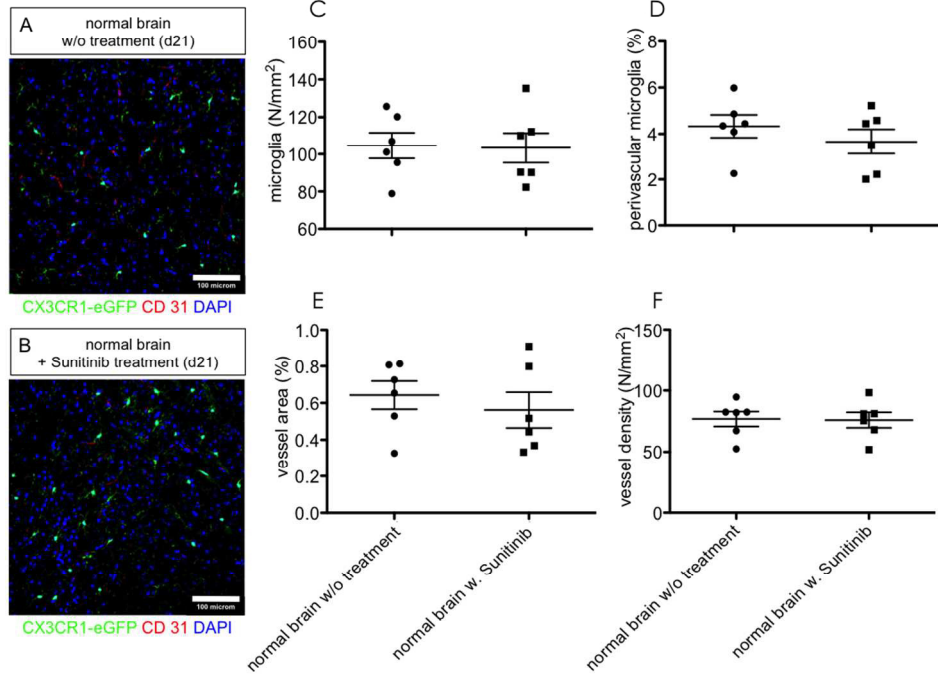 A
normal brain
w/o treatment (d21)
100 microm
CX3CR1-eGFP CD 31 DAPI
B
normal brain
+ Sunitinib treatment (d21)
100 microm
CX3CR1-eGFP CD 31 DAPI
C
microglia (N/mm²)
160
140
120
100
80
60
D
perivascular microglia (%)
8
6
4
2
0
E
vessel area (%)
1.0
0.8
0.6
0.4
0.2
0.0
normal brain w/o treatment
normal brain w. Sunitinib
F
vessel density (N/mm²)
150
100
50
0
normal brain w/o treatment
normal brain w. Sunitinib